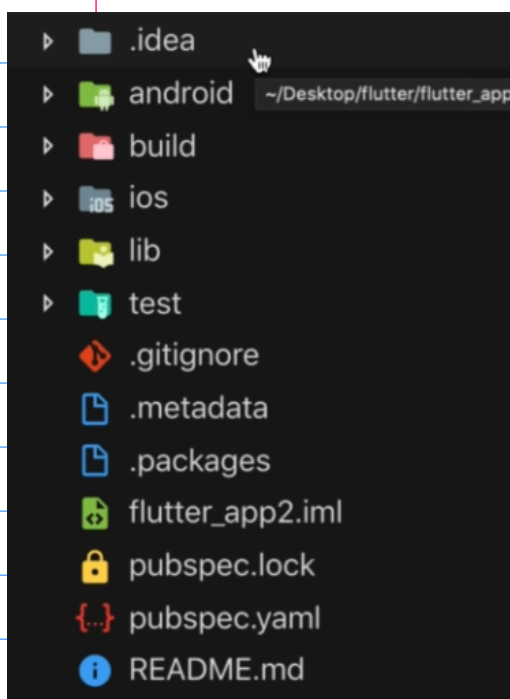 .idea
android
~/Desktop/flutter/flutter_app
build
iOS
ios
lib
test
.gitignore
.metadata
.packages
flutter_app2.iml
pubspec.lock
{...} pubspec.yaml
README.md